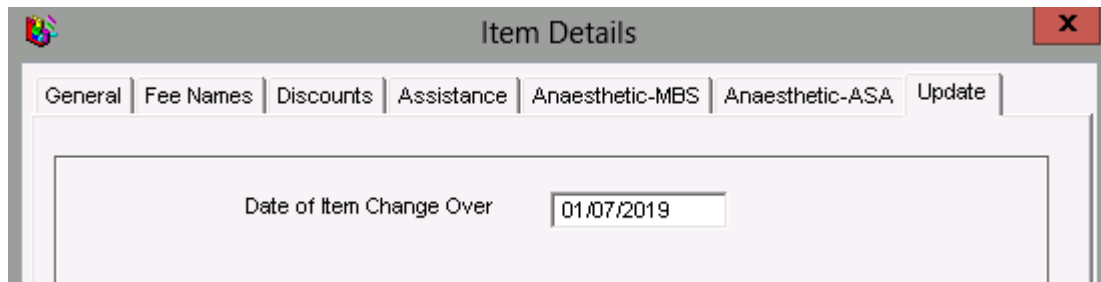 Item Details
x
General Fee Names Discounts Assistance Anaesthetic-MBS Anaesthetic-ASA Update
Date of Item Change Over 01/07/2019